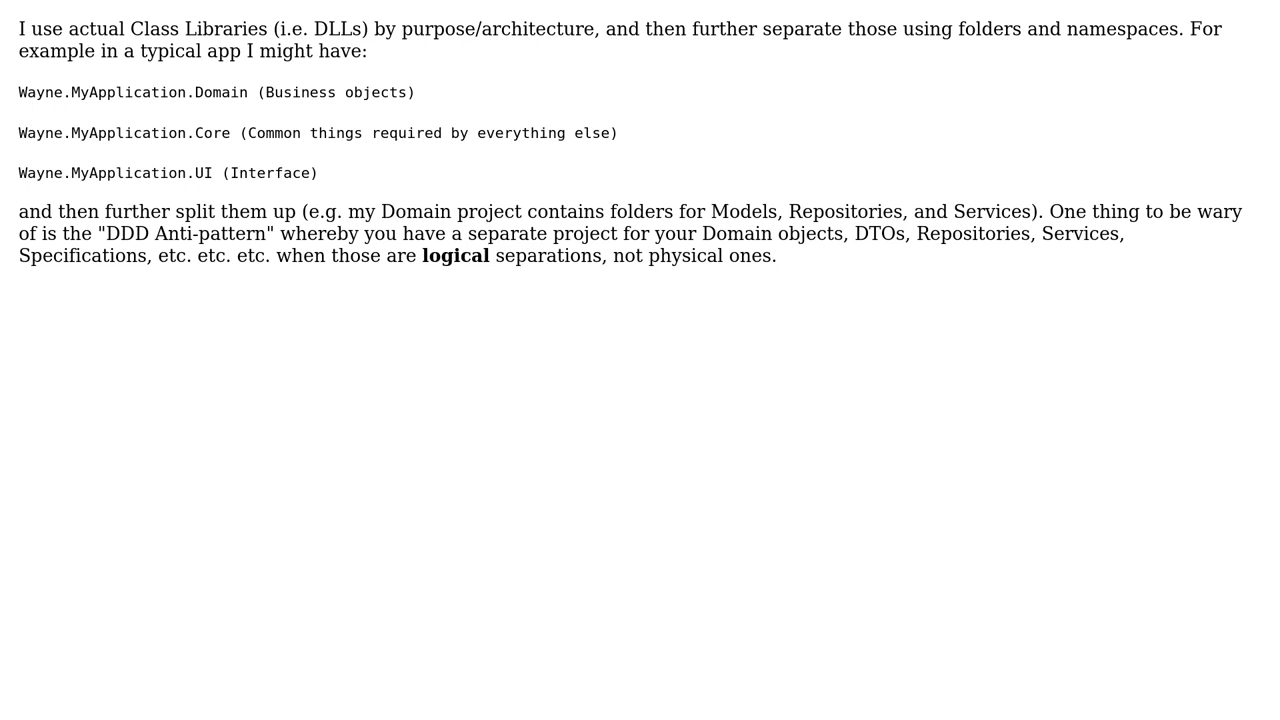 I use actual Class Libraries (i.e. DLLs) by purpose/architecture, and then further separate those using folders and namespaces. For
example in a typical app I might have:
Wayne.MyApplication.Domain (Business objects)
Wayne.MyApplication.Core (Common things required by everything else)
Wayne.MyApplication.UI (Interface)
and then further split them up (e.g. my Domain project contains folders for Models, Repositories, and Services). One thing to be wary
of is the "DDD Anti-pattern" whereby you have a separate project for your Domain objects, DTOs, Repositories, Services,
Specifications, etc. etc. etc. when those are logical separations, not physical ones.